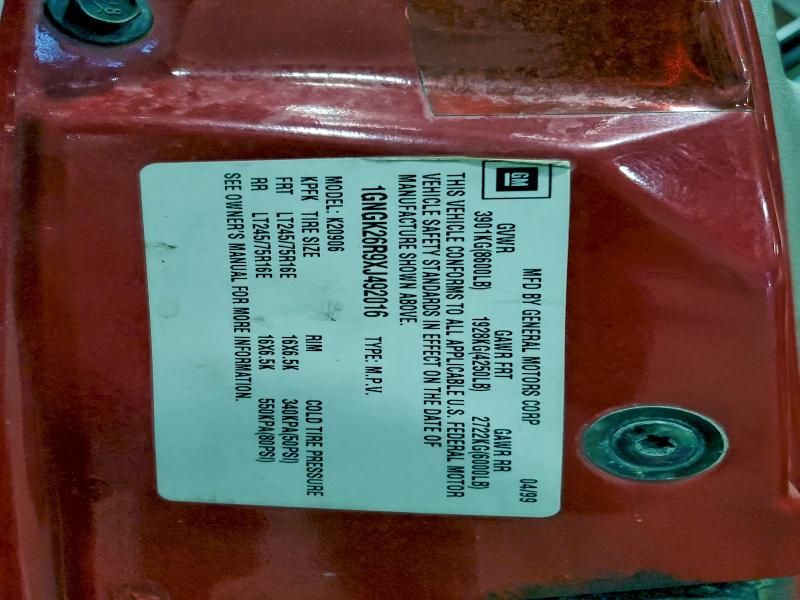 GM
MFD BY GENERAL MOTORS CORP 04/99
GVWR GAWR FRT GAWR RR
3901KG(8600LB) 1928KG(4250LB) 2722KG(6000LB)
THIS VEHICLE CONFORMS TO ALL APPLICABLE U.S. FEDERAL MOTOR
VEHICLE SAFETY STANDARDS IN EFFECT ON THE DATE OF
MANUFACTURE SHOWN ABOVE.
1GNGK26R9XJ492016 TYPE: M.P.V.
MODEL: K20906
KPFK TIRE SIZE RIM COLD TIRE PRESSURE
FRT LT245/75R16E 16X6.5K 340KPA(50PSI)
RR LT245/75R16E 16X6.5K 550KPA(80PSI)
SEE OWNER'S MANUAL FOR MORE INFORMATION.